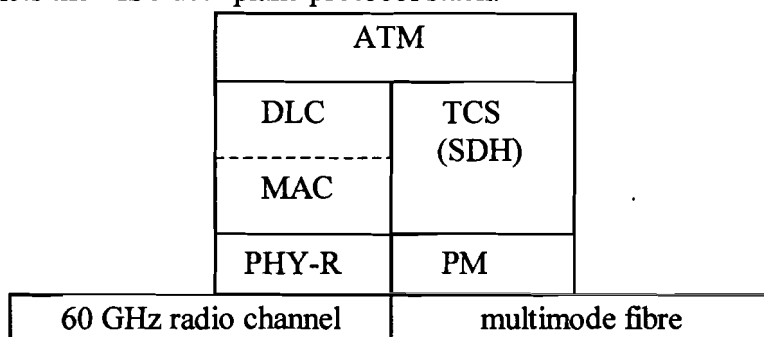 ATM
DLC
TCS
(SDH)
MAC
PHY-R
PM
60 GHz radio channel
multimode fibre